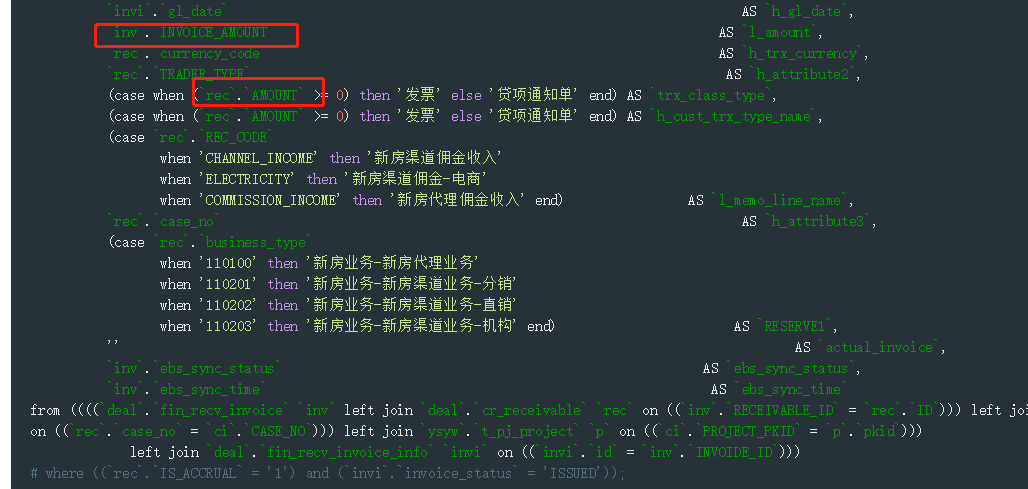 `invi`.`gl_date` AS `h_gl_date`,
`inv`.`INVOICE_AMOUNT` AS `l_amount`,
`rec`.`currency_code` AS `h_trx_currency`,
`rec`.`TRADER_TYPE` AS `h_attribute2`,
(case when (`rec`.`AMOUNT` >= 0) then '发票' else '贷项通知单' end) AS `trx_class_type`,
(case when (`rec`.`AMOUNT` >= 0) then '发票' else '贷项通知单' end) AS `h_cust_trx_type_name`,
(case `rec`.`REC_CODE`
when 'CHANNEL_INCOME' then '新房渠道佣金收入'
when 'ELECTRICITY' then '新房渠道佣金-电商'
when 'COMMISSION_INCOME' then '新房代理佣金收入' end) AS `l_memo_line_name`,
`rec`.`case_no` AS `h_attribute3`,
(case `rec`.`business_type`
when '110100' then '新房业务-新房代理业务'
when '110201' then '新房业务-新房渠道业务-分销'
when '110202' then '新房业务-新房渠道业务-直销'
when '110203' then '新房业务-新房渠道业务-机构' end) AS `RESERVE1`,
'' AS `actual_invoice`,
`inv`.`ebs_sync_status` AS `ebs_sync_status`,
`inv`.`ebs_sync_time` AS `ebs_sync_time`
from ((((`deal`.`fin_recv_invoice` `inv` left join `deal`.`cr_receivable` `rec` on ((`inv`.`RECEIVABLE_ID` = `rec`.`ID`))) left joi
on ((`rec`.`case_no` = `ci`.`CASE_NO`))) left join `ysyw`.`t_pj_project` `p` on ((`ci`.`PROJECT_PKID` = `p`.`pkid`)))
left join `deal`.`fin_recv_invoice_info` `invi` on ((`invi`.`id` = `inv`.`INVOIDE_ID`)))
# where ((`rec`.`IS_ACCRUAL` = '1') and (`invi`.`invoice_status` = 'ISSUED'));